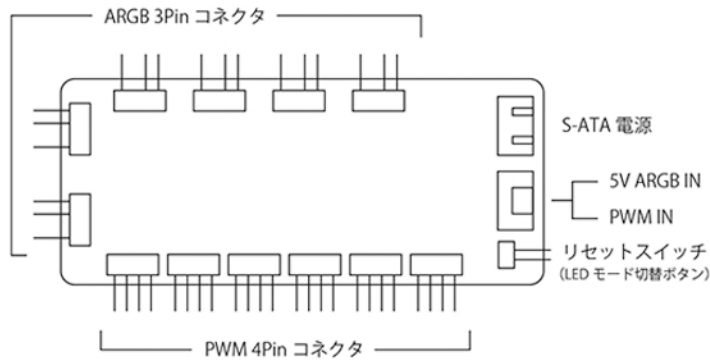 ARGB 3Pin コネクタ
S-ATA 電源
5V ARGB IN
PWM IN
リセットスイッチ
(LED モード切替ボタン)
PWM 4Pin コネクタ